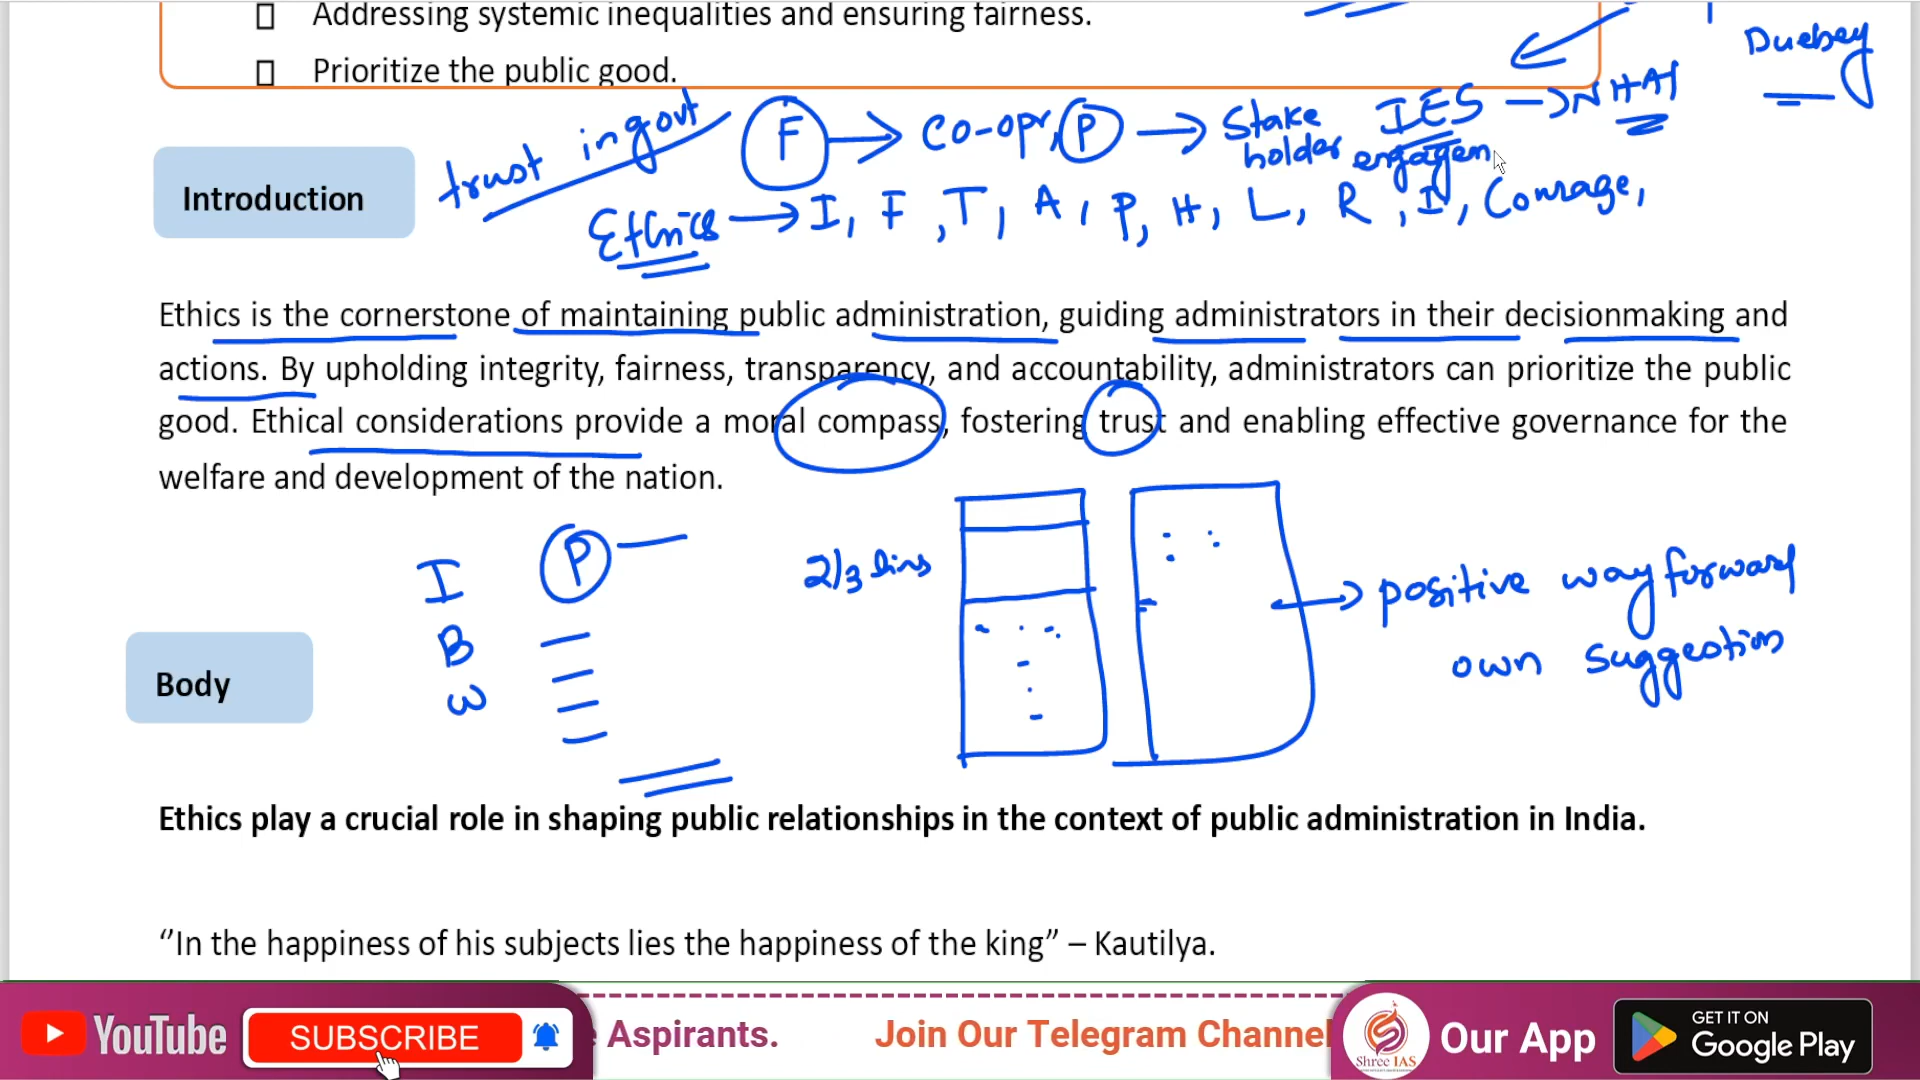 Addressing systemic inequalities and ensuring fairness.
Prioritize the public good.
Duebey
IES → NHAI
trust in govt
F → Co-opr, P → Stake holder engagem
Introduction
Ethics → I, F, T, A, P, H, L, R, I, Courage,
Ethics is the cornerstone of maintaining public administration, guiding administrators in their decisionmaking and
actions. By upholding integrity, fairness, transparency, and accountability, administrators can prioritize the public
good. Ethical considerations provide a moral compass, fostering trust and enabling effective governance for the
welfare and development of the nation.
I P
B
W
2/3 lins
→ positive way forward
own suggestions
Body
Ethics play a crucial role in shaping public relationships in the context of public administration in India.
‘’In the happiness of his subjects lies the happiness of the king” – Kautilya.
YouTube SUBSCRIBE
Aspirants. Join Our Telegram Channel
Shree IAS
Our App
GET IT ON
Google Play